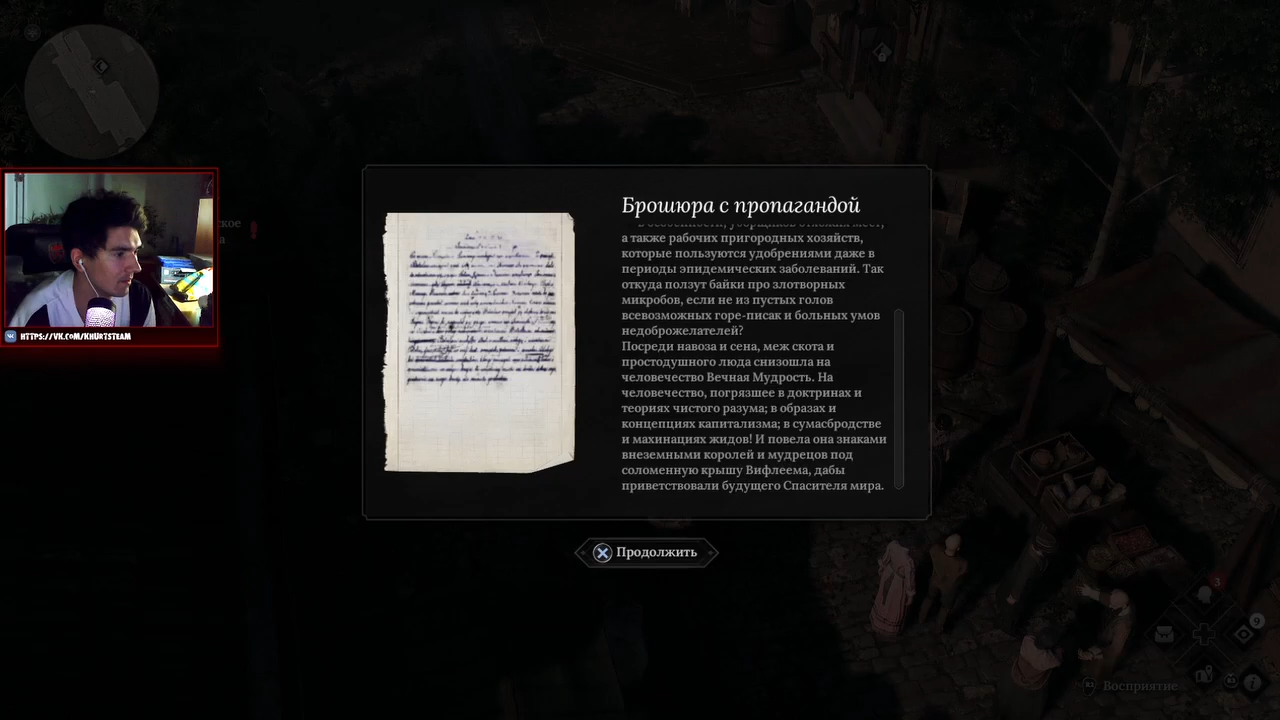 ское
а
HTTPS://VK.COM/KHURTSTEAM
Брошюра с пропагандой
а также рабочих пригородных хозяйств,
которые пользуются удобрениями даже в
периоды эпидемических заболеваний. Так
откуда ползут байки про злотворных
микробов, если не из пустых голов
всевозможных горе-писак и больных умов
недоброжелателей?
Посреди навоза и сена, меж скота и
простодушного люда снизошла на
человечество Вечная Мудрость. На
человечество, погрязшее в доктринах и
теориях чистого разума; в образах и
концепциях капитализма; в сумасбродстве
и махинациях жидов! И повела она знаками
внеземными королей и мудрецов под
соломенную крышу Вифлеема, дабы
приветствовали будущего Спасителя мира.
Продолжить
3
9
Восприятие